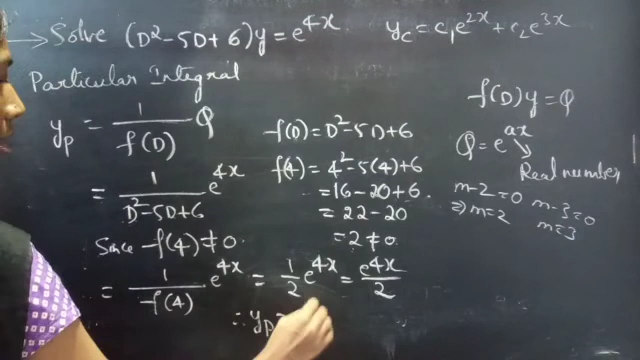 → Solve (D²-5D+6)y = e^{4x} y_c = c₁e^{2x} + c₂e^{3x}
Particular Integral
y_p = 1/f(D) Q
= 1/(D²-5D+6) e^{4x}
Since f(4) ≠ 0
= 1/f(4) e^{4x} = 1/2 e^{4x} = e^{4x}/2
∴ y_p =
f(D) = D²-5D+6
f(4) = 4²-5(4)+6
= 16-20+6
= 22-20
= 2 ≠ 0
f(D)y = Q
Q = e^{ax}
Real number
m-2=0 m-3=0
⇒ m=2 m=3